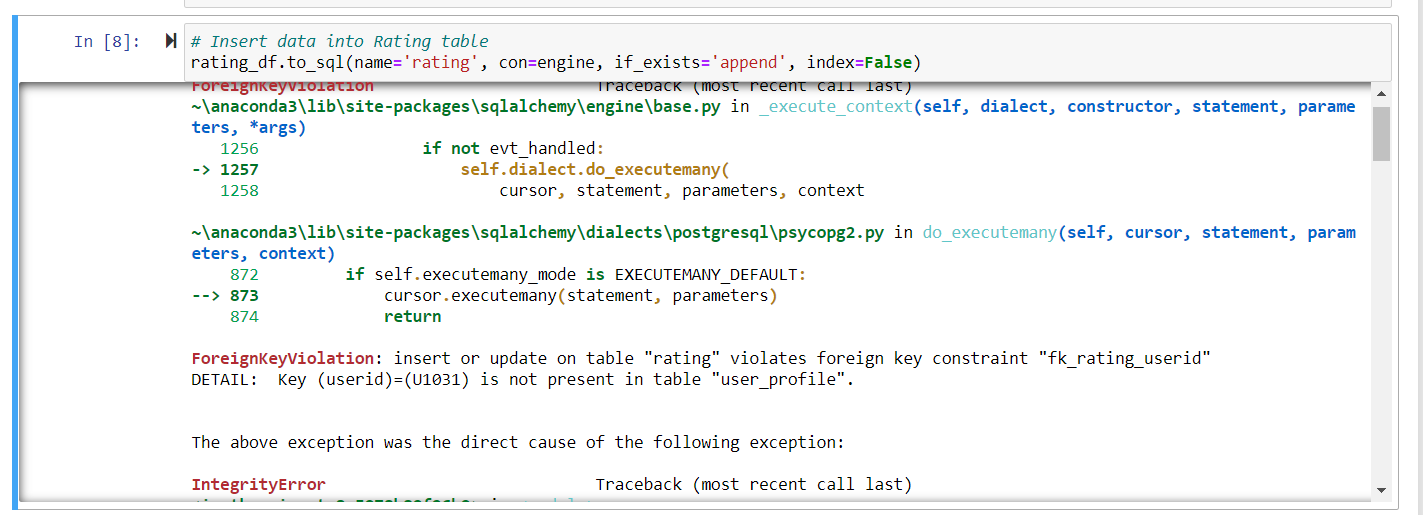 In [8]:
# Insert data into Rating table
rating_df.to_sql(name='rating', con=engine, if_exists='append', index=False)
ForeignKeyViolation Traceback (most recent call last)
~\anaconda3\lib\site-packages\sqlalchemy\engine\base.py in _execute_context(self, dialect, constructor, statement, parame
ters, *args)
1256 if not evt_handled:
-> 1257 self.dialect.do_executemany(
1258 cursor, statement, parameters, context
~\anaconda3\lib\site-packages\sqlalchemy\dialects\postgresql\psycopg2.py in do_executemany(self, cursor, statement, param
eters, context)
872 if self.executemany_mode is EXECUTEMANY_DEFAULT:
--> 873 cursor.executemany(statement, parameters)
874 return
ForeignKeyViolation: insert or update on table "rating" violates foreign key constraint "fk_rating_userid"
DETAIL: Key (userid)=(U1031) is not present in table "user_profile".
The above exception was the direct cause of the following exception:
IntegrityError Traceback (most recent call last)